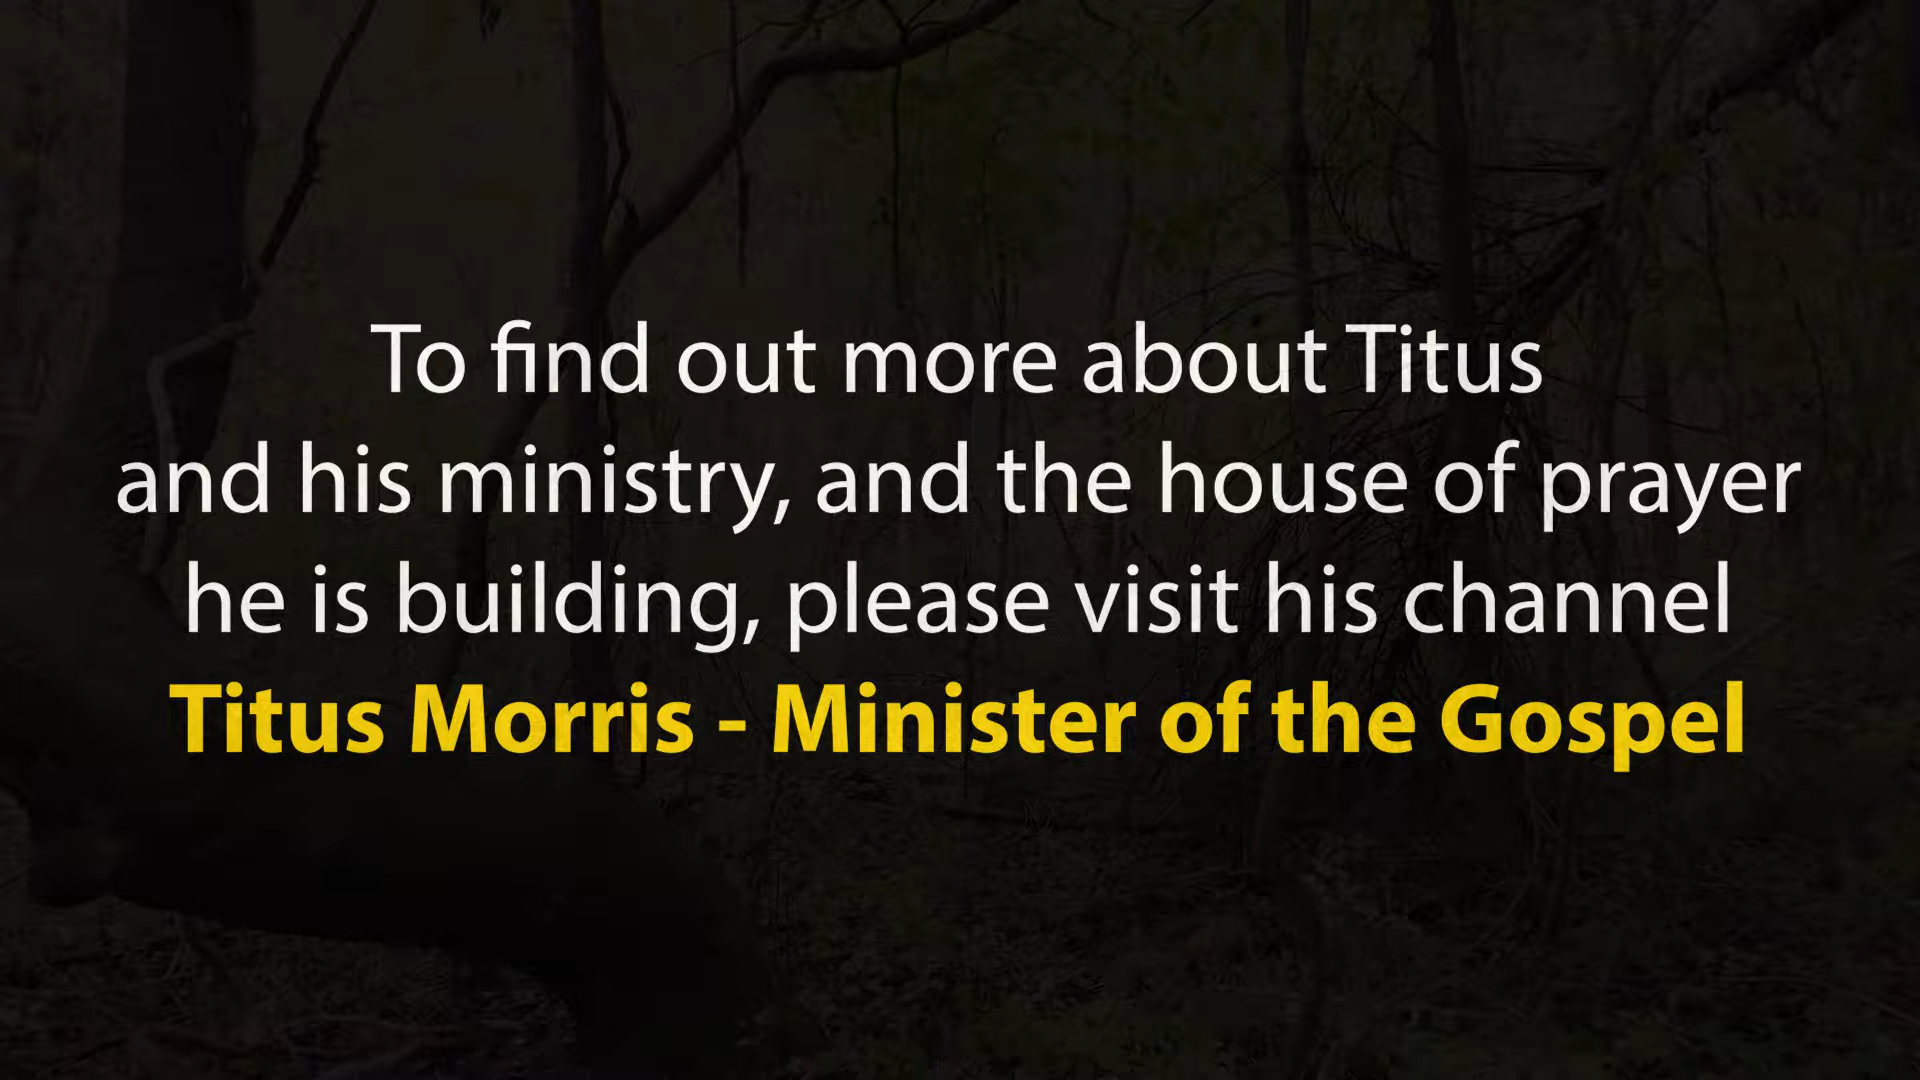 To find out more about Titus
and his ministry, and the house of prayer
he is building, please visit his channel
Titus Morris - Minister of the Gospel